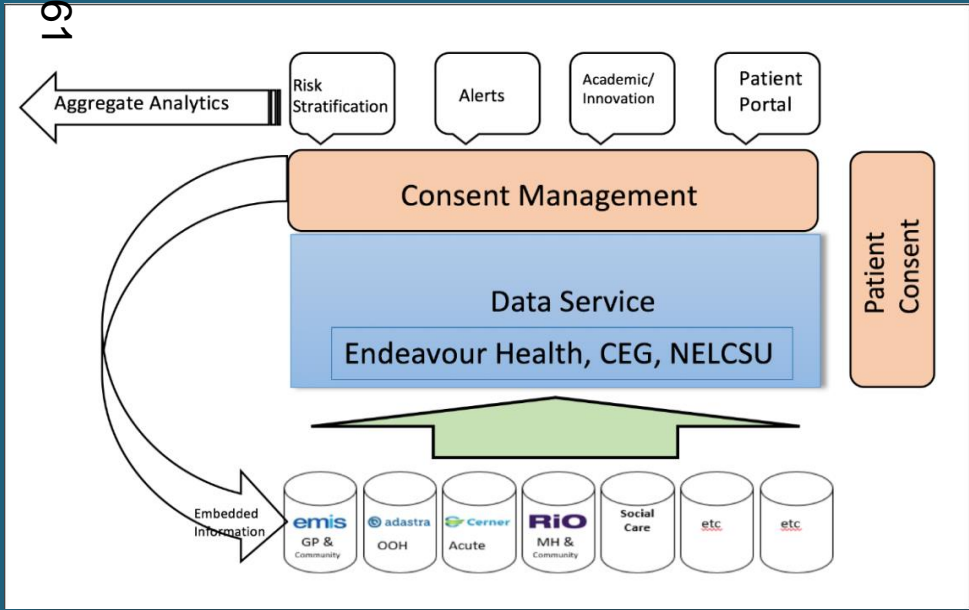 61
Aggregate Analytics
Risk
Stratification
Alerts
Academic/
Innovation
Patient
Portal
Consent Management
Patient
Consent
Data Service
Endeavour Health, CEG, NELCSU
Embedded
Information
emis
GP &
Community
adastra
OOH
Cerner
Acute
RiO
MH &
Community
Social
Care
etc
etc